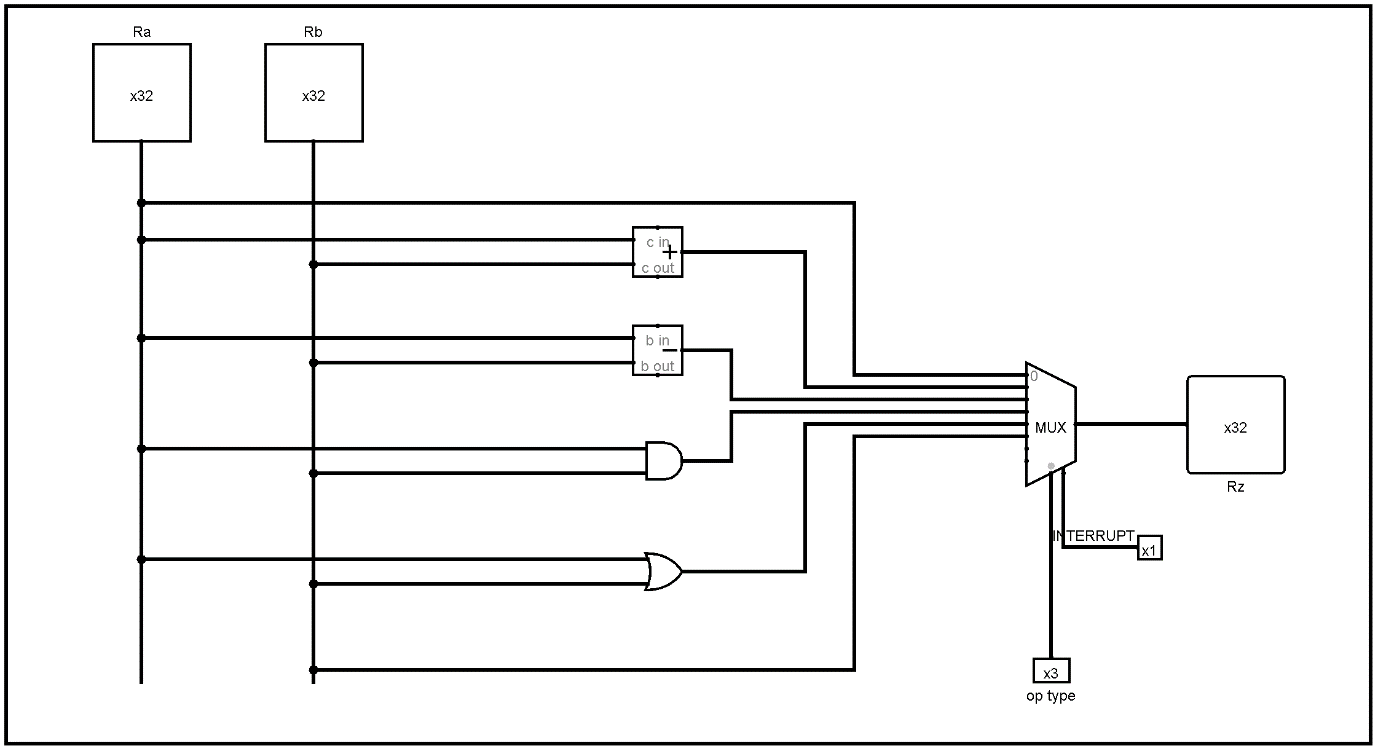 Ra
Rb
x32
x32
c in
+
c out
b in
−
b out
0
MUX
x32
Rz
INTERRUPT
x1
x3
op type